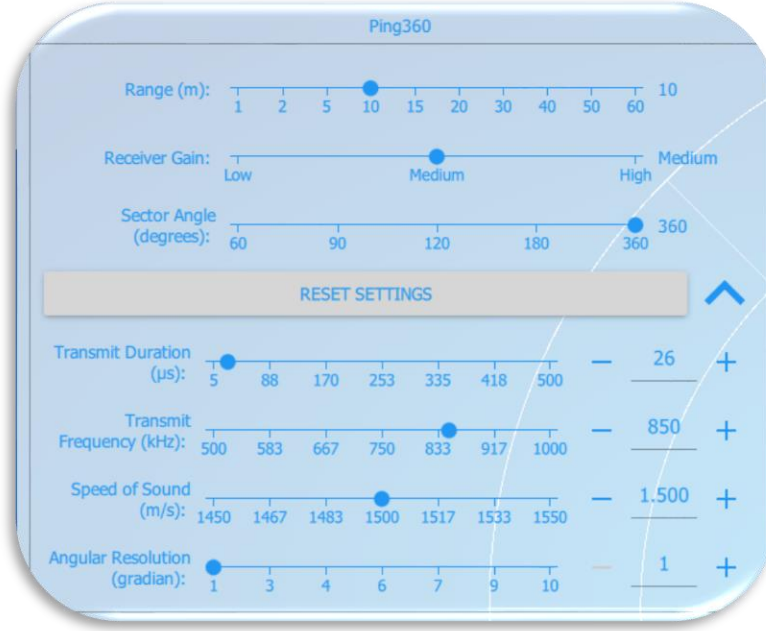 Ping360
Range (m): 10
1 2 5 10 15 20 30 40 50 60
Receiver Gain: Medium
Low Medium High
Sector Angle
(degrees): 360
60 90 120 180 360
RESET SETTINGS
Transmit Duration
(µs): − 26 +
5 88 170 253 335 418 500
Transmit
Frequency (kHz): − 850 +
500 583 667 750 833 917 1000
Speed of Sound
(m/s): − 1.500 +
1450 1467 1483 1500 1517 1533 1550
Angular Resolution
(gradian): − 1 +
1 3 4 6 7 9 10